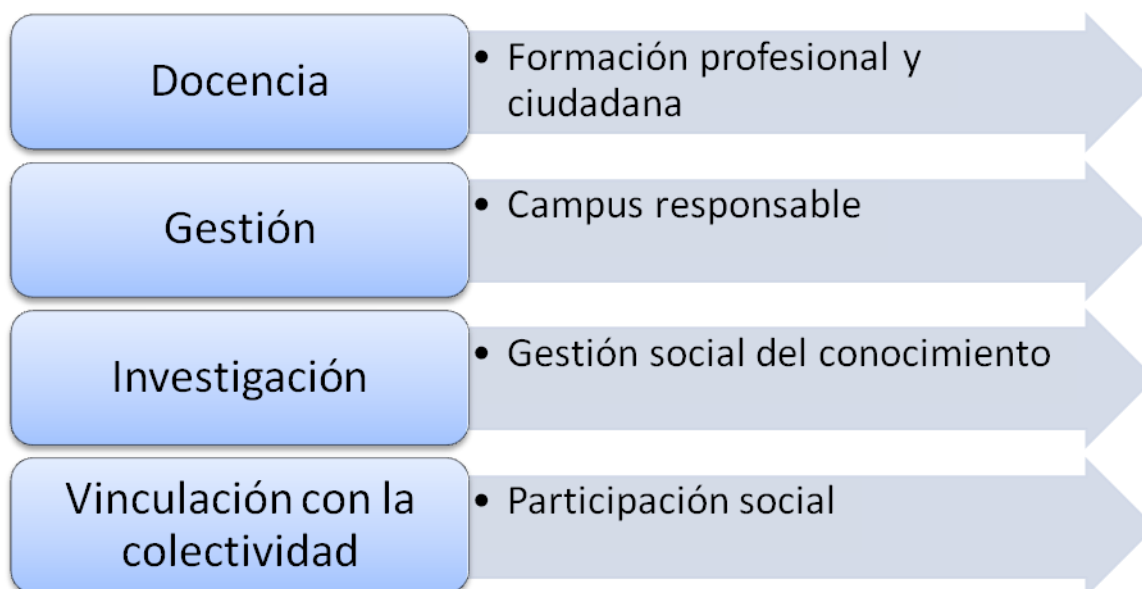 Docencia
• Formación profesional y
ciudadana
Gestión
• Campus responsable
Investigación
• Gestión social del conocimiento
Vinculación con la
colectividad
• Participación social